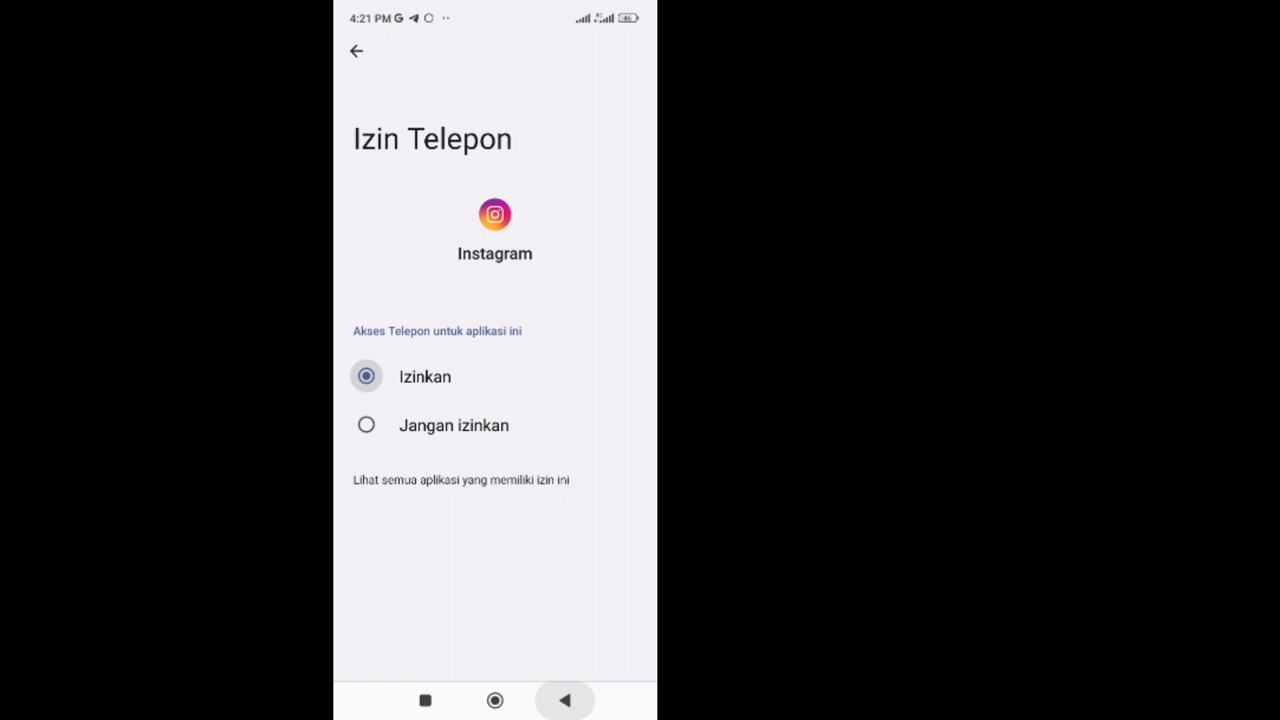 4:21 PM
Izin Telepon
Instagram
Akses Telepon untuk aplikasi ini
Izinkan
Jangan izinkan
Lihat semua aplikasi yang memiliki izin ini